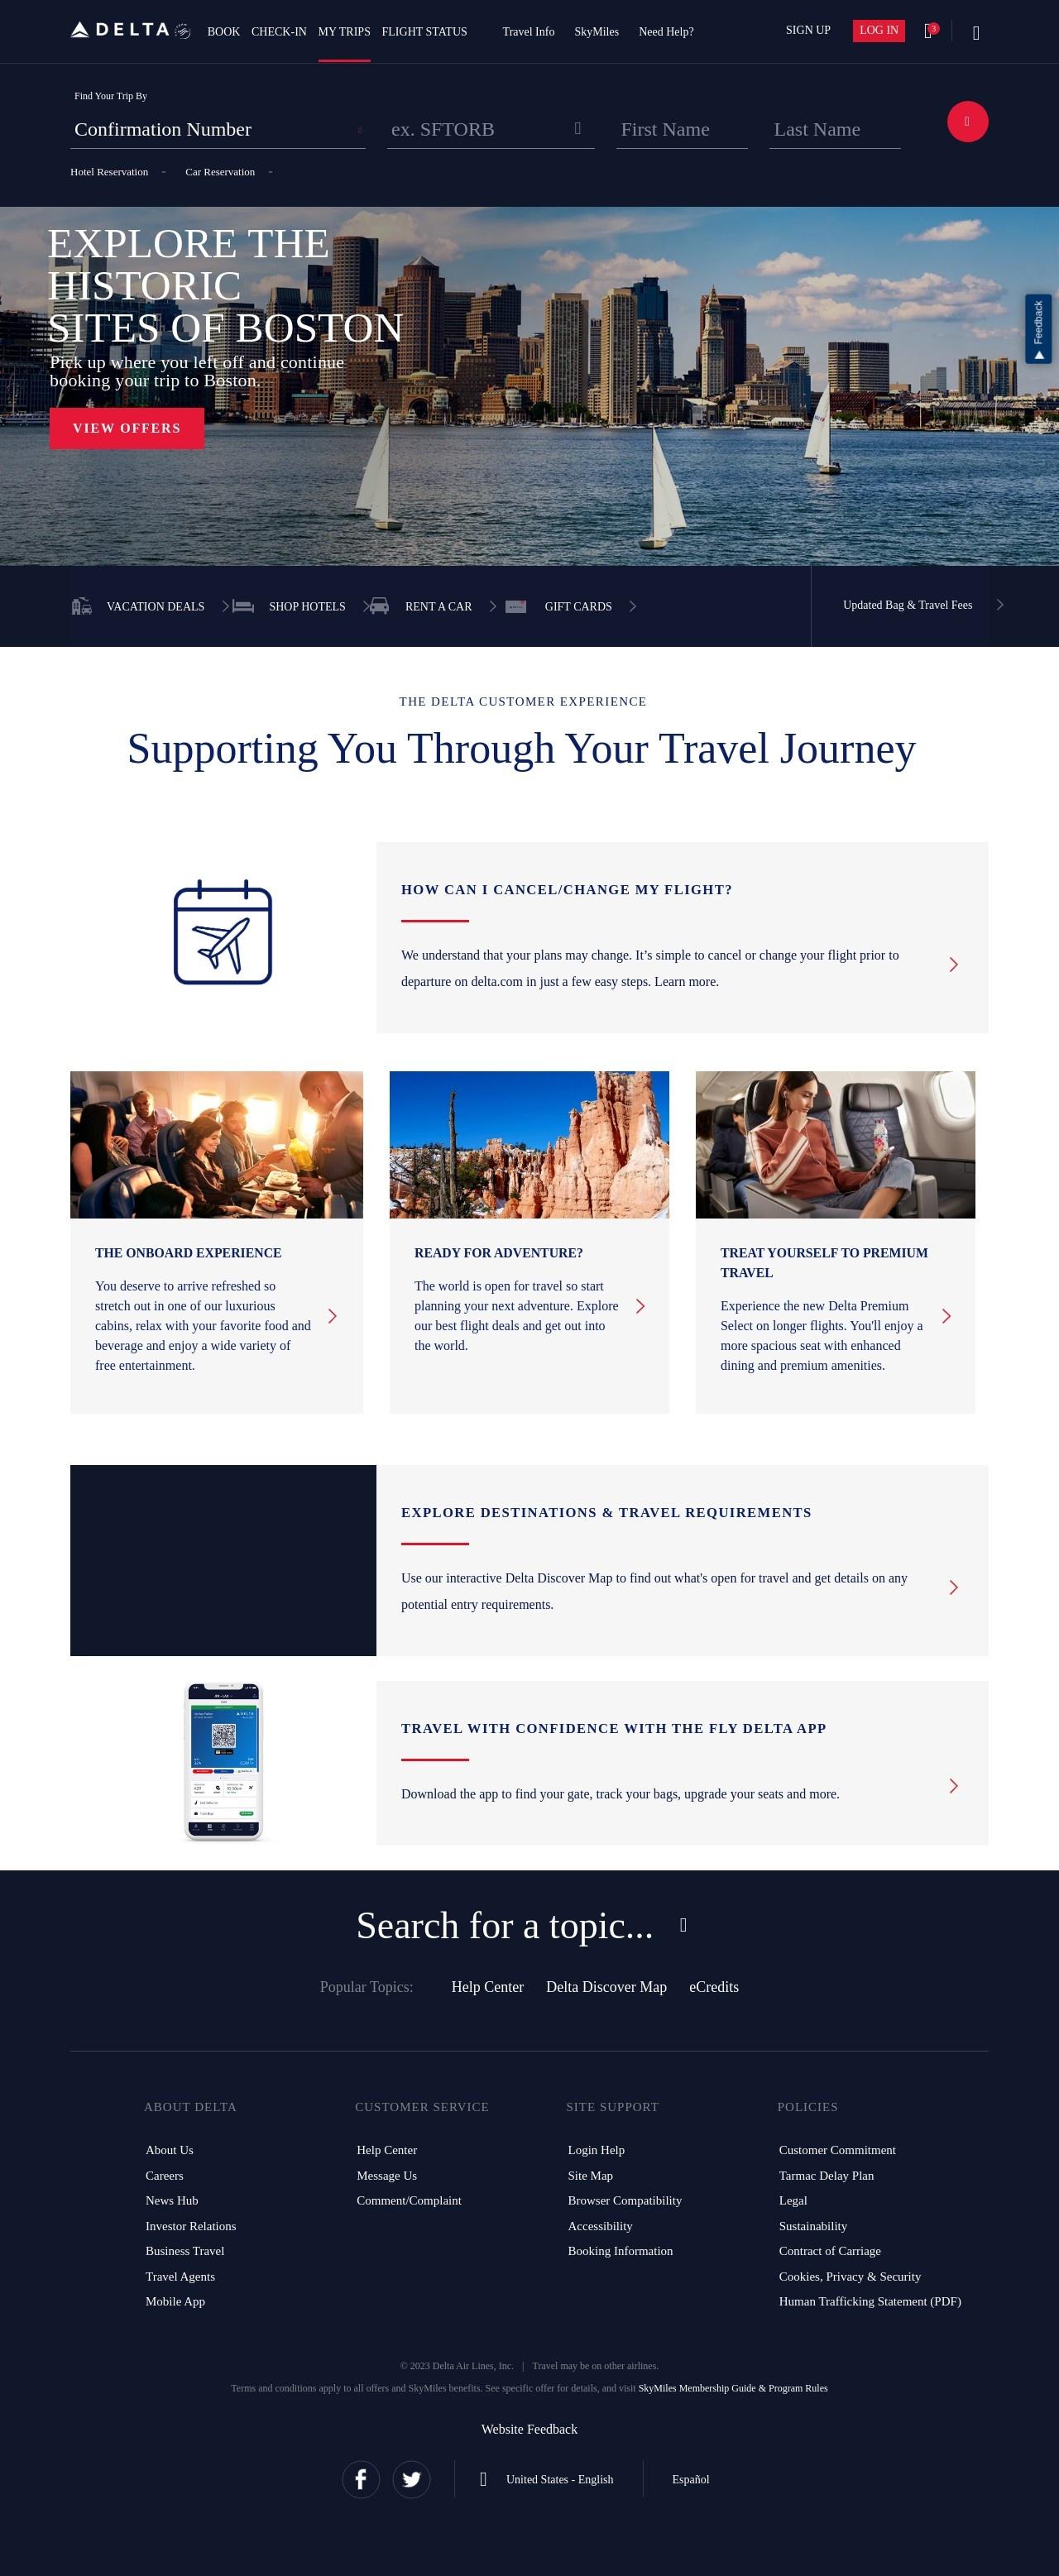 DELTA
BOOK CHECK-IN MY TRIPS FLIGHT STATUS Travel Info SkyMiles Need Help? SIGN UP LOG IN 3
Find Your Trip By
Confirmation Number ex. SFTORB First Name Last Name
Hotel Reservation Car Reservation
EXPLORE THE
HISTORIC
SITES OF BOSTON
Pick up where you left off and continue
booking your trip to Boston.
VIEW OFFERS
Feedback
VACATION DEALS SHOP HOTELS RENT A CAR GIFT CARDS Updated Bag & Travel Fees
THE DELTA CUSTOMER EXPERIENCE
Supporting You Through Your Travel Journey
HOW CAN I CANCEL/CHANGE MY FLIGHT?
We understand that your plans may change. It’s simple to cancel or change your flight prior to
departure on delta.com in just a few easy steps. Learn more.
THE ONBOARD EXPERIENCE
You deserve to arrive refreshed so
stretch out in one of our luxurious
cabins, relax with your favorite food and
beverage and enjoy a wide variety of
free entertainment.
READY FOR ADVENTURE?
The world is open for travel so start
planning your next adventure. Explore
our best flight deals and get out into
the world.
TREAT YOURSELF TO PREMIUM
TRAVEL
Experience the new Delta Premium
Select on longer flights. You'll enjoy a
more spacious seat with enhanced
dining and premium amenities.
EXPLORE DESTINATIONS & TRAVEL REQUIREMENTS
Use our interactive Delta Discover Map to find out what's open for travel and get details on any
potential entry requirements.
TRAVEL WITH CONFIDENCE WITH THE FLY DELTA APP
Download the app to find your gate, track your bags, upgrade your seats and more.
Search for a topic...
Popular Topics: Help Center Delta Discover Map eCredits
ABOUT DELTA
About Us
Careers
News Hub
Investor Relations
Business Travel
Travel Agents
Mobile App
CUSTOMER SERVICE
Help Center
Message Us
Comment/Complaint
SITE SUPPORT
Login Help
Site Map
Browser Compatibility
Accessibility
Booking Information
POLICIES
Customer Commitment
Tarmac Delay Plan
Legal
Sustainability
Contract of Carriage
Cookies, Privacy & Security
Human Trafficking Statement (PDF)
© 2023 Delta Air Lines, Inc. | Travel may be on other airlines.
Terms and conditions apply to all offers and SkyMiles benefits. See specific offer for details, and visit SkyMiles Membership Guide & Program Rules
Website Feedback
United States - English Español